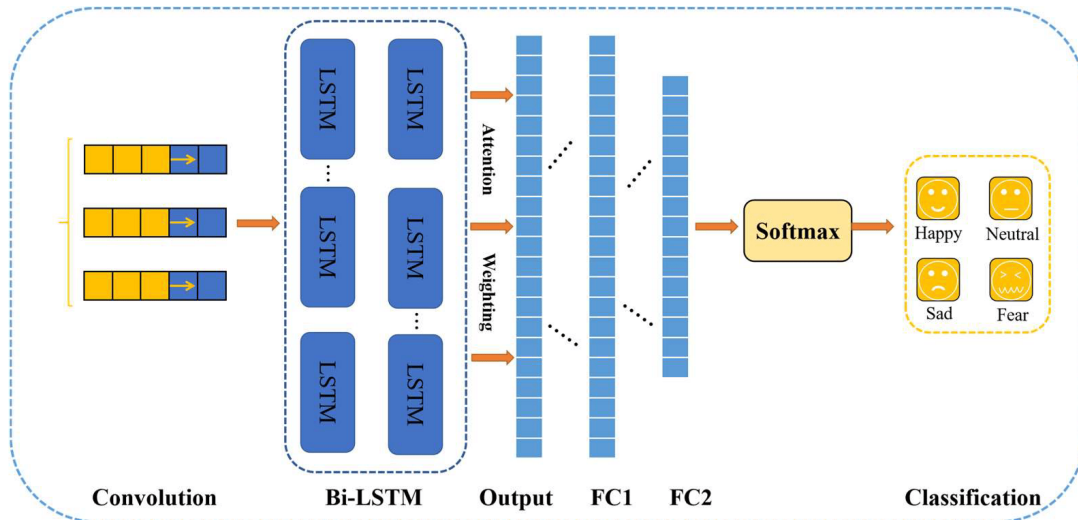 LSTM
LSTM
LSTM
LSTM
LSTM
LSTM
Attention
Weighting
Softmax
Happy
Neutral
Sad
Fear
Convolution
Bi-LSTM
Output
FC1
FC2
Classification